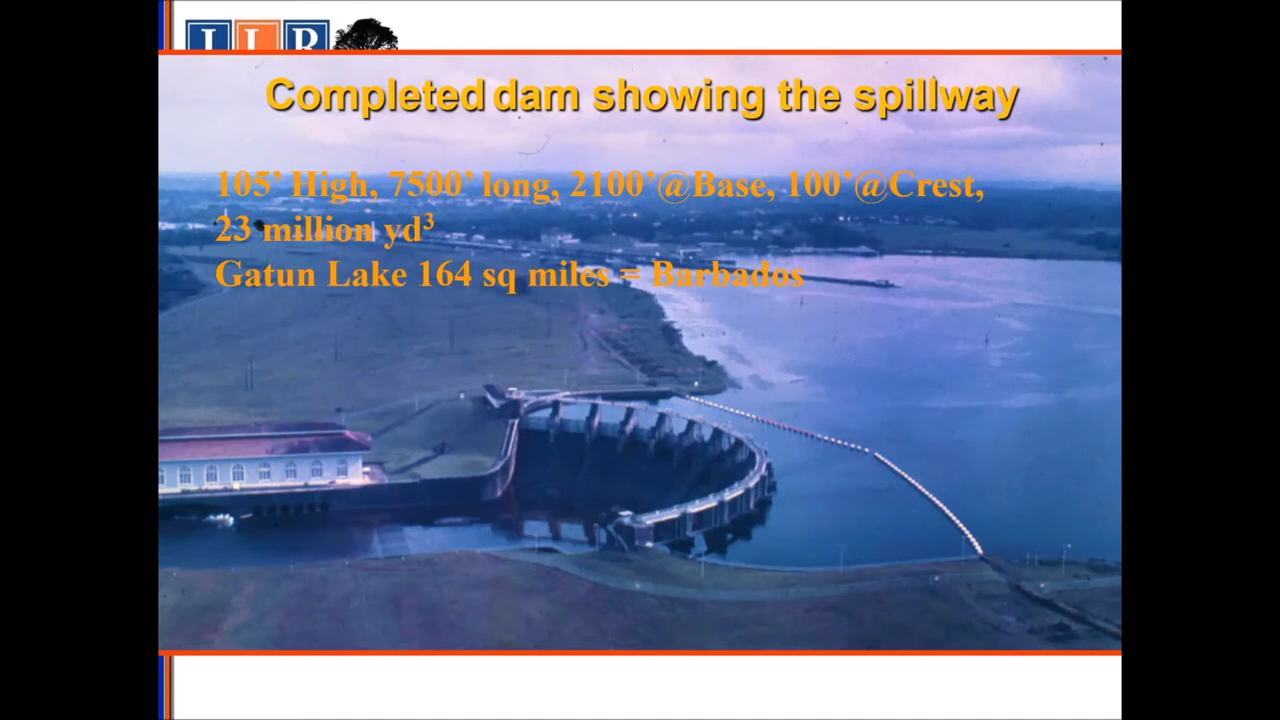 ILR
Completed dam showing the spillway
105’ High, 7500’ long, 2100’@Base, 100’@Crest,
23 million yd³
Gatun Lake 164 sq miles = Barbados